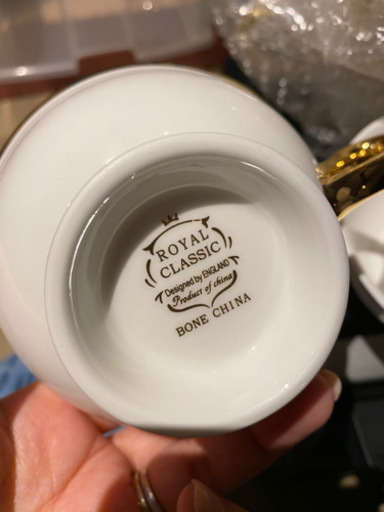 ROYAL
CLASSIC
Designed by ENGLAND
Product of china
BONE CHINA